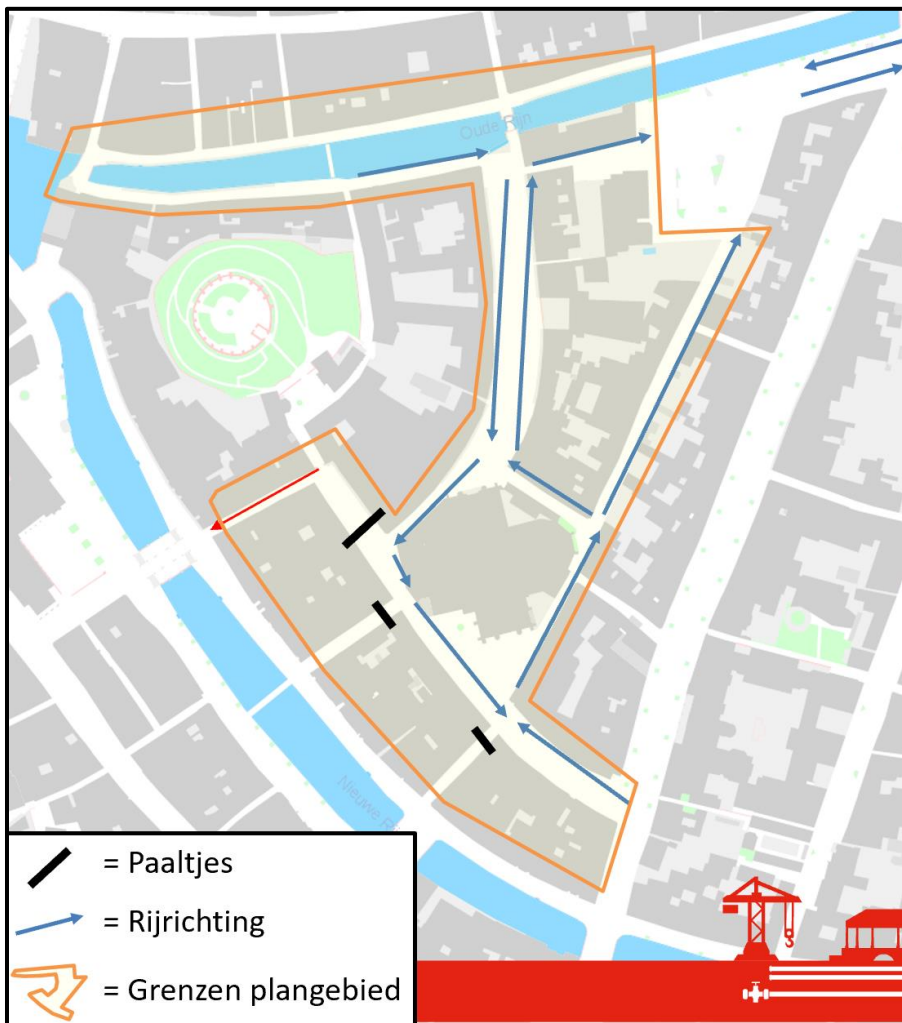 Oude Rijn
Nieuwe R
= Paaltjes
= Rijrichting
= Grenzen plangebied